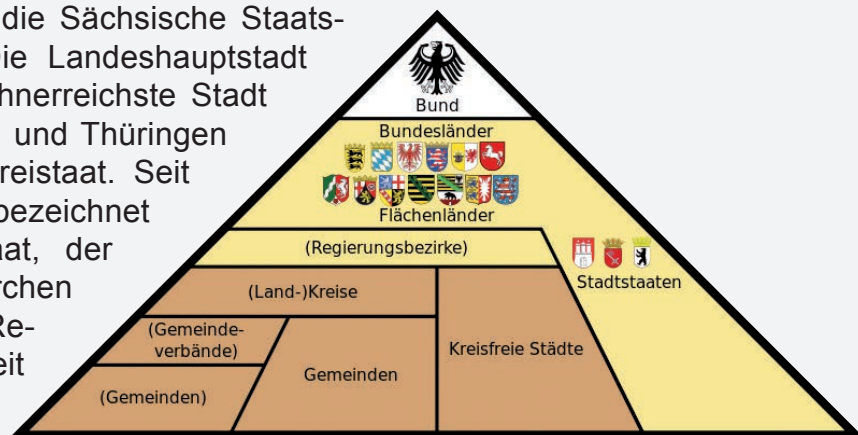 die Sächsische Staats-
ie Landeshauptstadt
hnerreichste Stadt
und Thüringen
reistaat. Seit
bezeichnet
at, der
rchen
Re-
eit
Bund
Bundesländer
Flächenländer
(Regierungsbezirke)
Stadtstaaten
(Land-)Kreise
(Gemeinde-
verbände)
Kreisfreie Städte
Gemeinden
(Gemeinden)